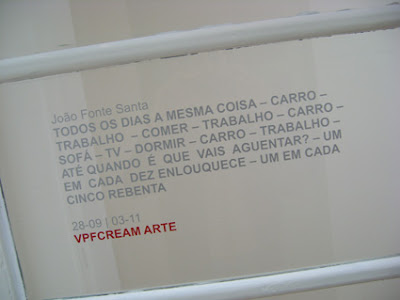 João Fonte Santa
TODOS OS DIAS A MESMA COISA – CARRO –
TRABALHO – COMER – TRABALHO – CARRO –
SOFÁ – TV – DORMIR – CARRO – TRABALHO –
ATÉ QUANDO É QUE VAIS AGUENTAR? – UM
EM CADA DEZ ENLOUQUECE – UM EM CADA
CINCO REBENTA
28-09 | 03-11
VPFCREAM ARTE